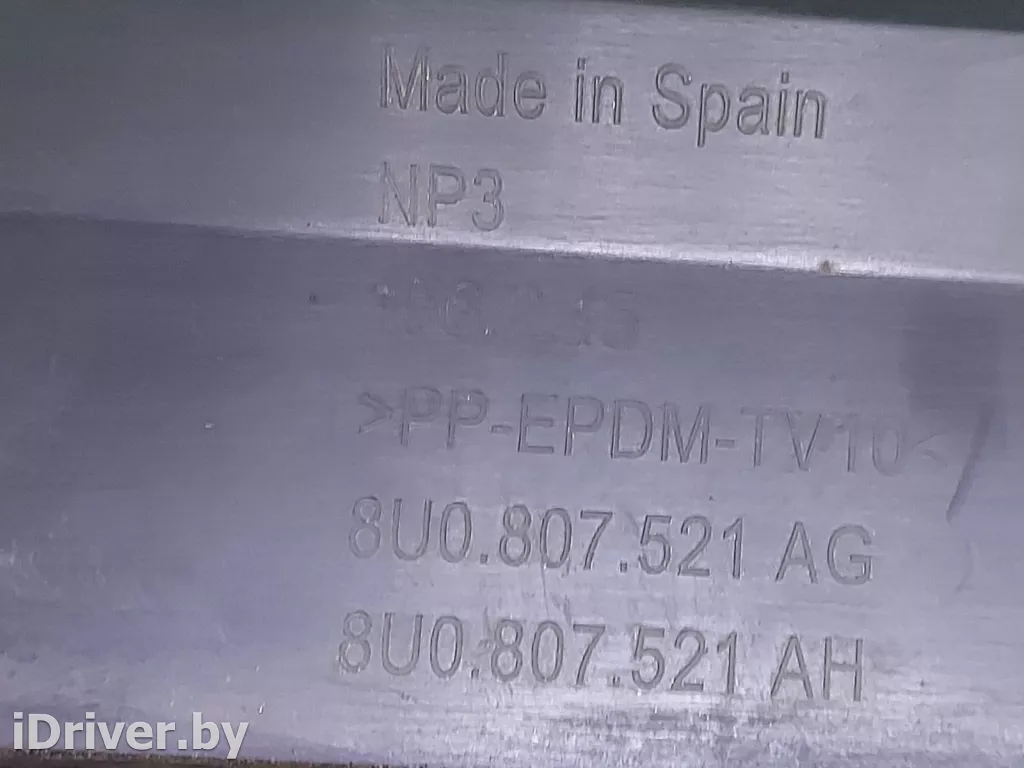 Made in Spain
NP3
>PP-EPDM-TV10<
8U0.807.521 AG
8U0.807.521 AH
iDriver.by